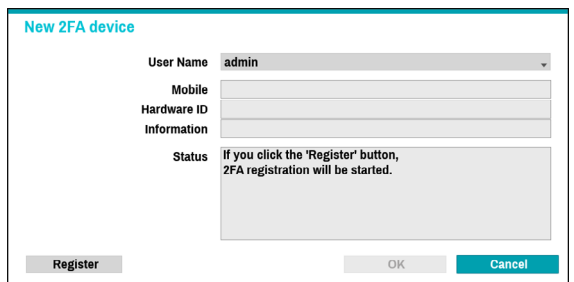 New 2FA device
User Name admin
Mobile
Hardware ID
Information
Status If you click the 'Register' button,
2FA registration will be started.
Register OK Cancel